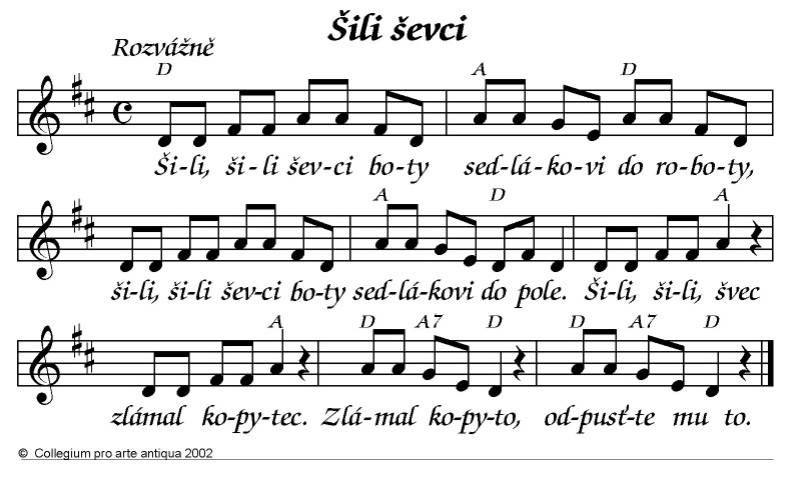 Šili ševci
Rozvážně
D A D
Ši-li, ši-li šev-ci bo-ty sed-lá-ko-vi do ro-bo-ty,
A D A
ši-li, ši-li šev-ci bo-ty sed-lá-kovi do pole. Ši-li, ši-li, švec
A D A7 D D A7 D
zlámal ko-py-tec. Zlá-mal ko-py-to, od-pusť-te mu to.
© Collegium pro arte antiqua 2002